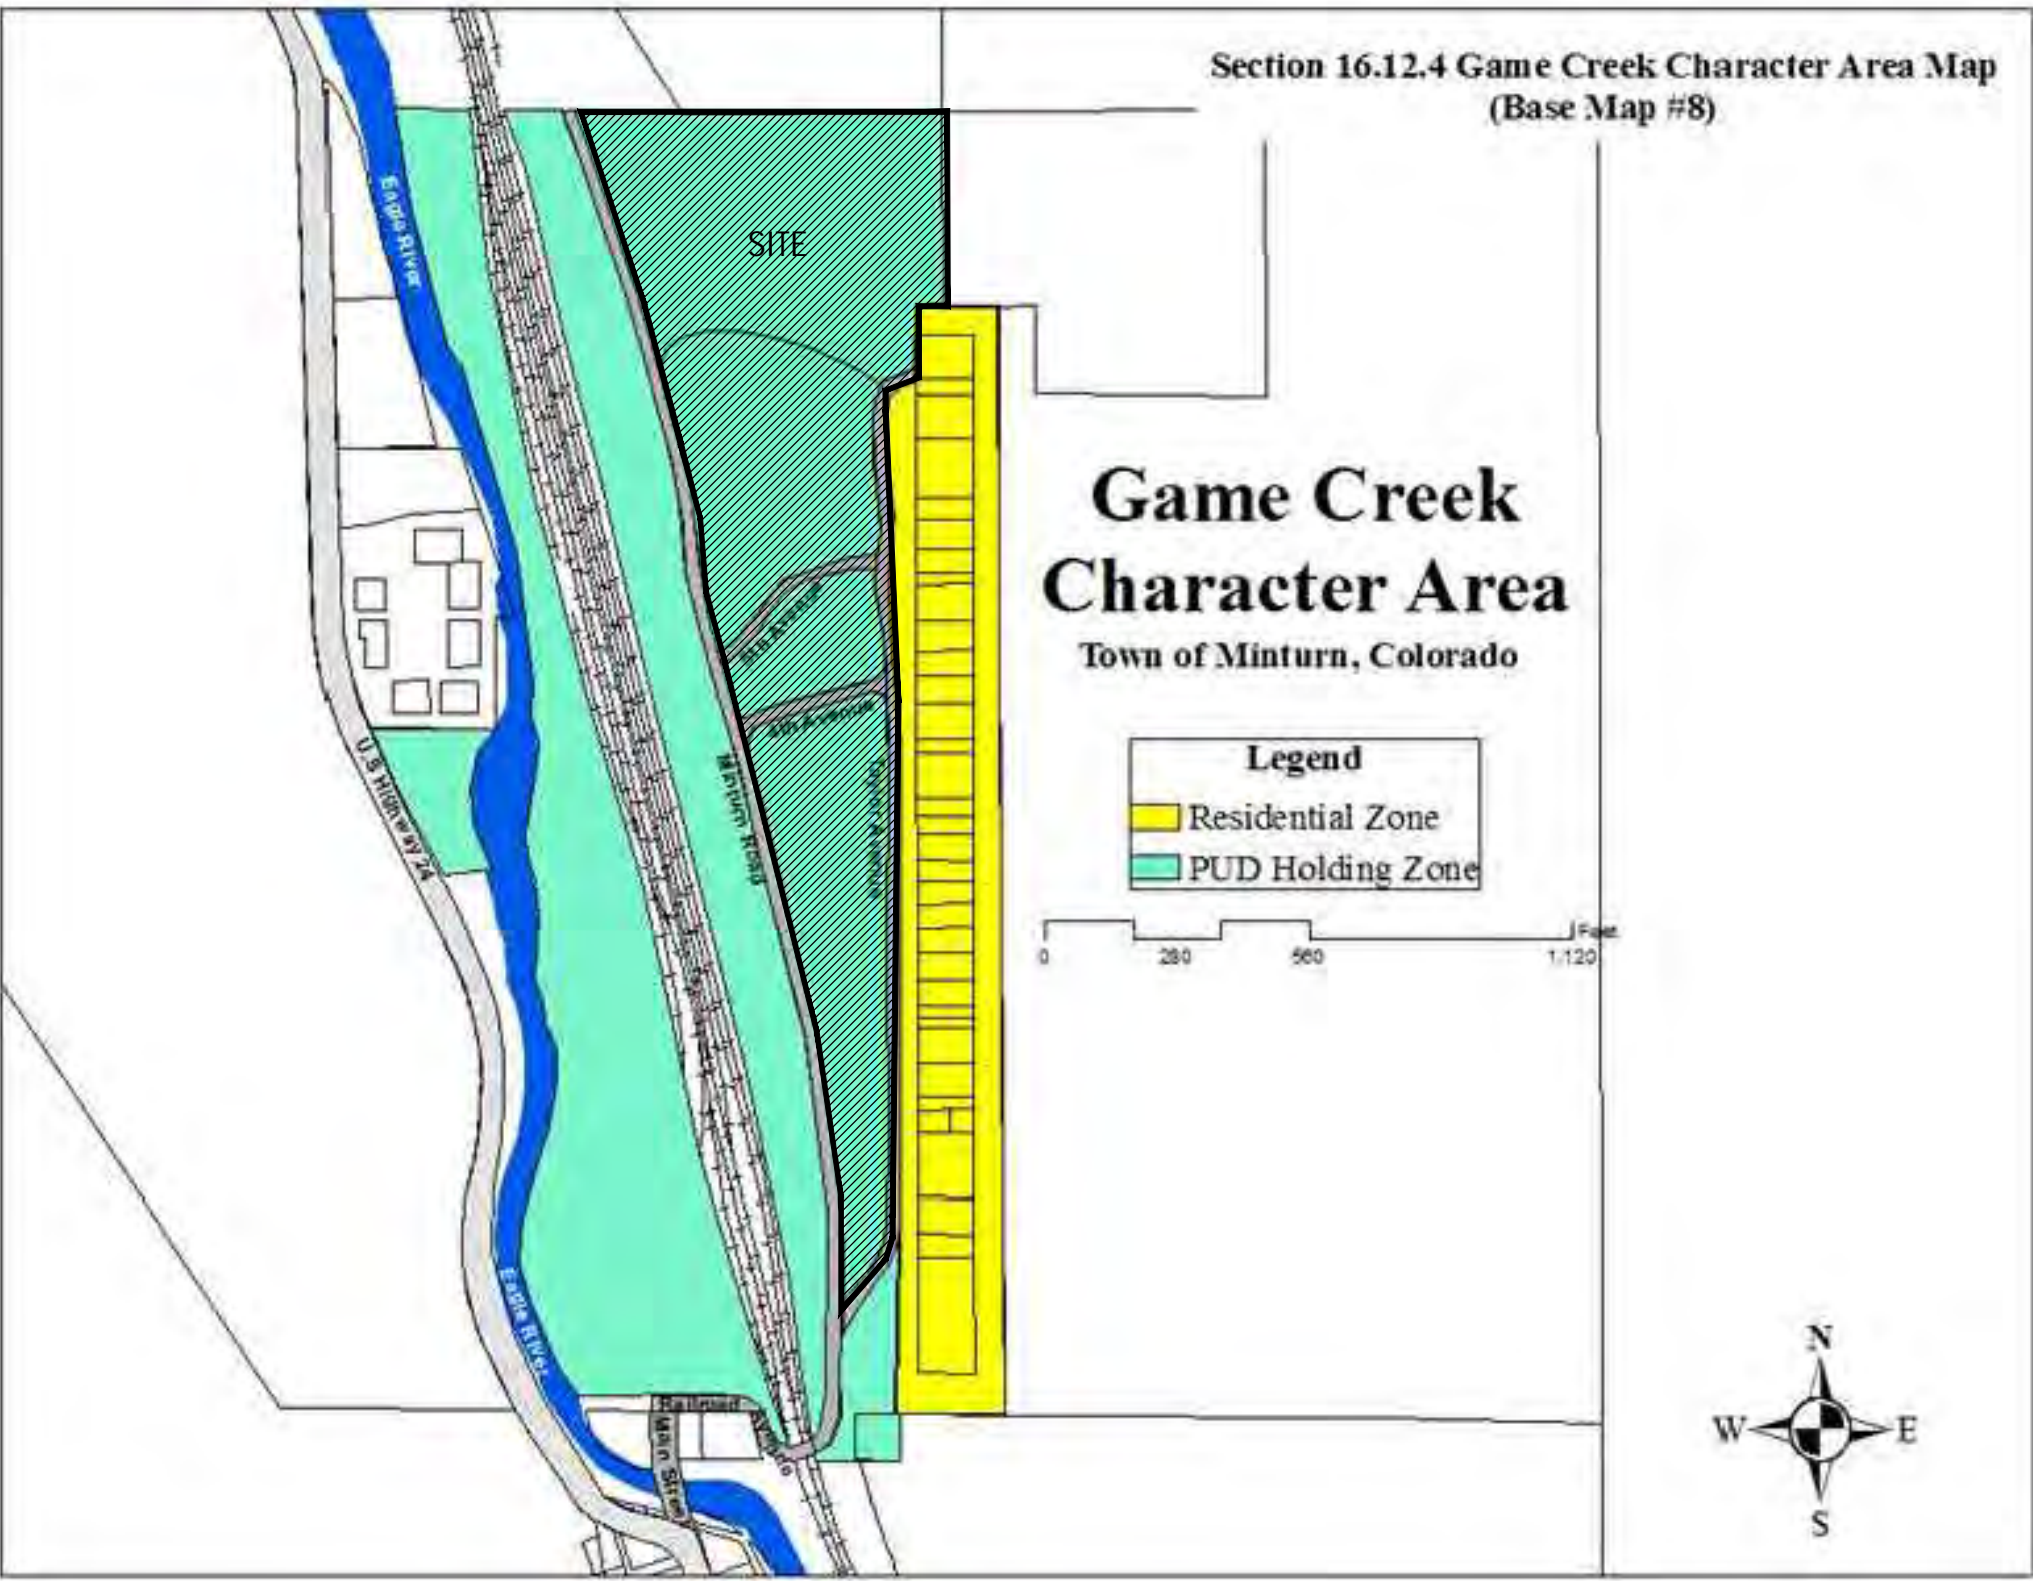 Section 16.12.4 Game Creek Character Area Map
(Base Map #8)
Eagle River
SITE
Game Creek
Character Area
Town of Minturn, Colorado
5th Avenue
4th Avenue
U.S Highway 24
Minturn Road
Taylor Avenue
Legend
Residential Zone
PUD Holding Zone
Feet
0 280 560 1,120
Eagle River
Railroad
Avenue
Main Street
N
W E
S